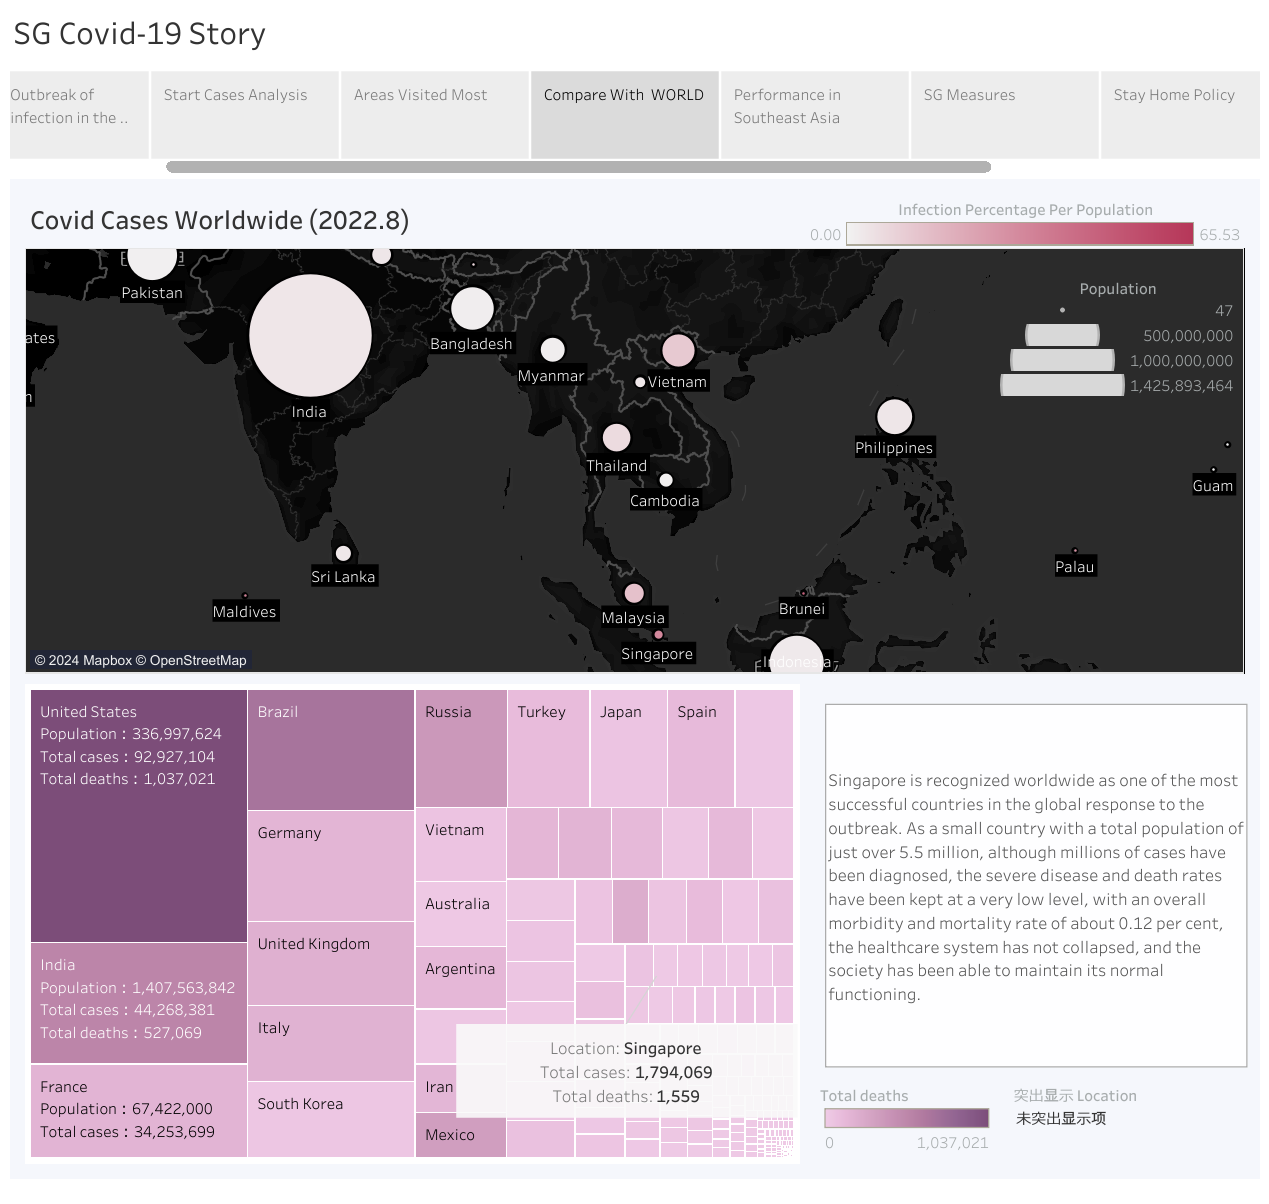 SG Covid-19 Story
Outbreak of
infection in the ..
Start Cases Analysis
Areas Visited Most
Compare With WORLD
Performance in
Southeast Asia
SG Measures
Stay Home Policy
Covid Cases Worldwide (2022.8)
Infection Percentage Per Population
0.00
65.53
Population
47
500,000,000
1,000,000,000
1,425,893,464
Pakistan
ates
Bangladesh
Myanmar
Vietnam
India
Philippines
Thailand
Guam
Cambodia
Sri Lanka
Palau
Maldives
Brunei
Malaysia
Singapore
Indonesia
© 2024 Mapbox © OpenStreetMap
United States
Population : 336,997,624
Total cases : 92,927,104
Total deaths : 1,037,021
India
Population : 1,407,563,842
Total cases : 44,268,381
Total deaths : 527,069
France
Population : 67,422,000
Total cases : 34,253,699
Brazil
Germany
United Kingdom
Italy
South Korea
Russia
Vietnam
Australia
Argentina
Iran
Mexico
Turkey
Japan
Spain
Location: Singapore
Total cases: 1,794,069
Total deaths: 1,559
Singapore is recognized worldwide as one of the most
successful countries in the global response to the
outbreak. As a small country with a total population of
just over 5.5 million, although millions of cases have
been diagnosed, the severe disease and death rates
have been kept at a very low level, with an overall
morbidity and mortality rate of about 0.12 per cent,
the healthcare system has not collapsed, and the
society has been able to maintain its normal
functioning.
Total deaths
0
1,037,021
突出显示 Location
未突出显示项